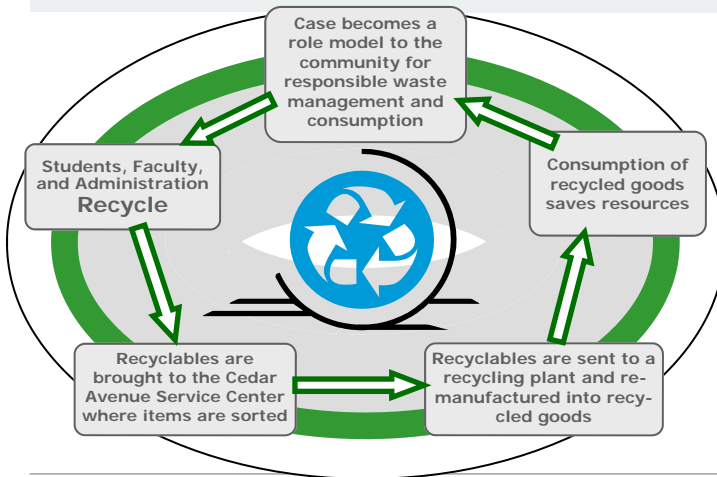 Case becomes a
role model to the
community for
responsible waste
management and
consumption
Students, Faculty,
and Administration
Recycle
Consumption of
recycled goods
saves resources
Recyclables are
brought to the Cedar
Avenue Service Center
where items are sorted
Recyclables are sent to a
recycling plant and re-
manufactured into recy-
cled goods